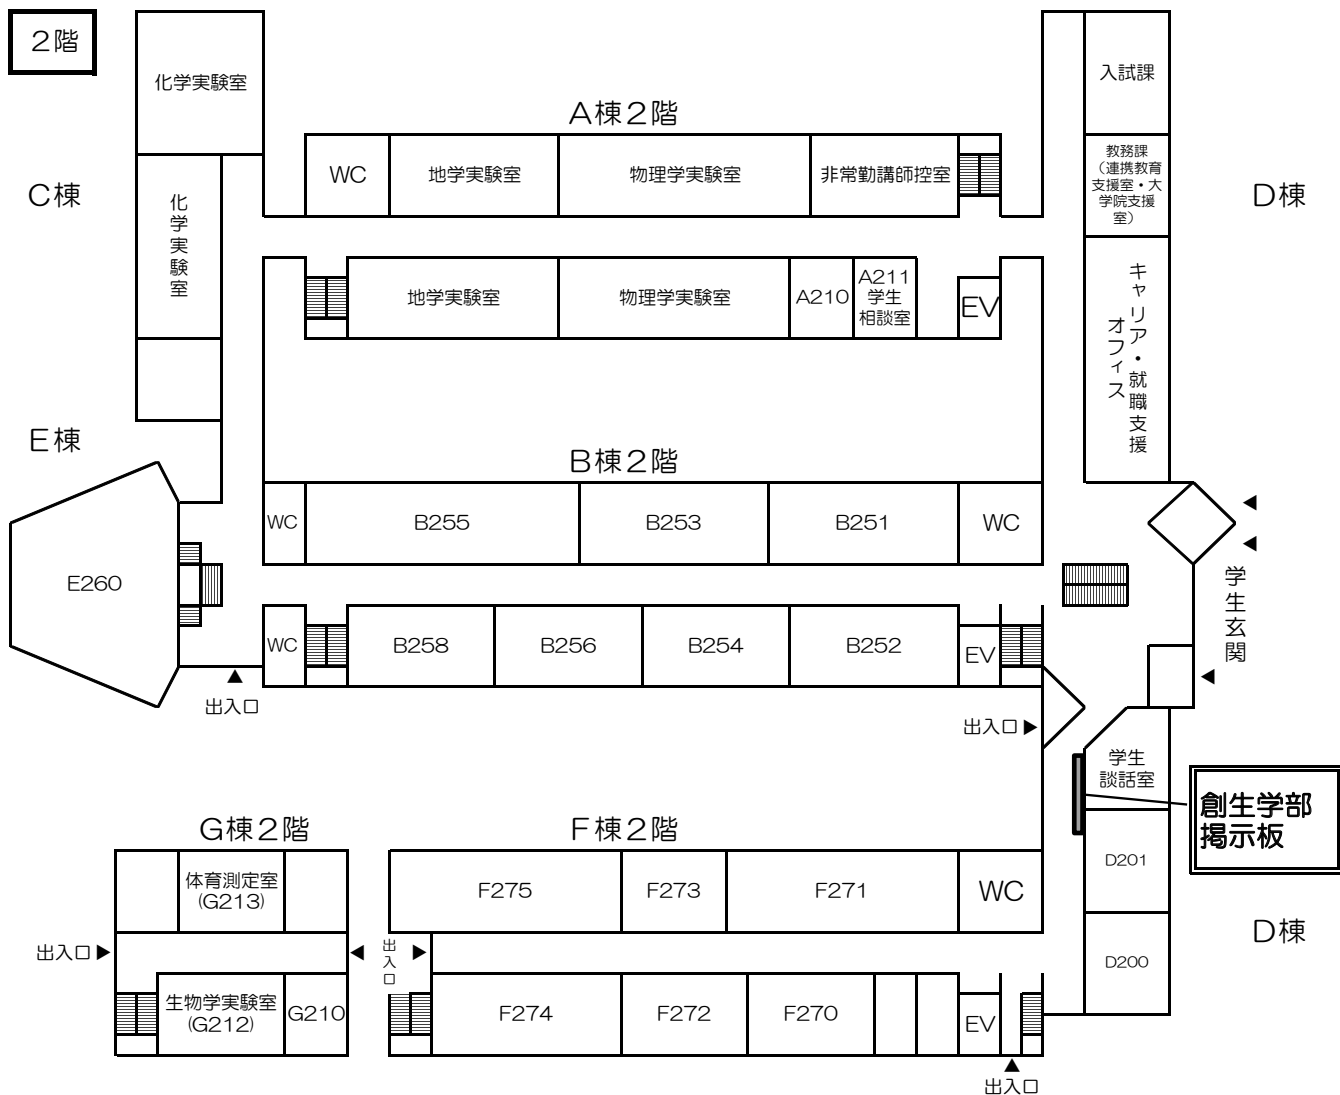 ２階
化学実験室
入試課
A棟２階
WC
地学実験室
物理学実験室
非常勤講師控室
教務課
（連携教育
支援室・大
学院支援
室）
C棟
D棟
化学実験室
地学実験室
物理学実験室
A210
A211
学生
相談室
EV
キャリア・就職支援
オフィス
E棟
B棟２階
WC
B255
B253
B251
WC
E260
学生玄関
WC
B258
B256
B254
B252
EV
出入口
出入口
学生
談話室
創生学部
掲示板
G棟２階
F棟２階
体育測定室
(G213)
F275
F273
F271
WC
D201
D棟
出入口
出入口
生物学実験室
(G212)
G210
F274
F272
F270
EV
D200
出入口